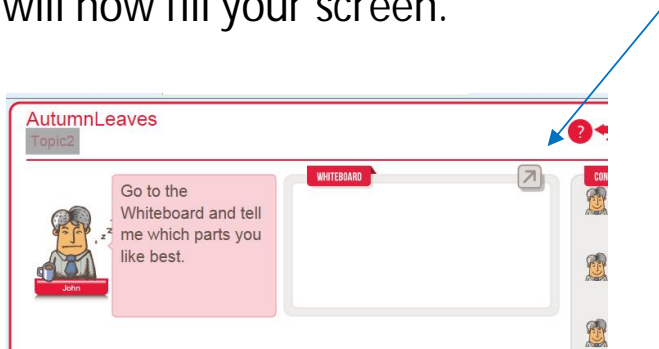 will now fill your screen.
AutumnLeaves
Topic2
?
WHITEBOARD
CON
Go to the
Whiteboard and tell
me which parts you
like best.
z z
John